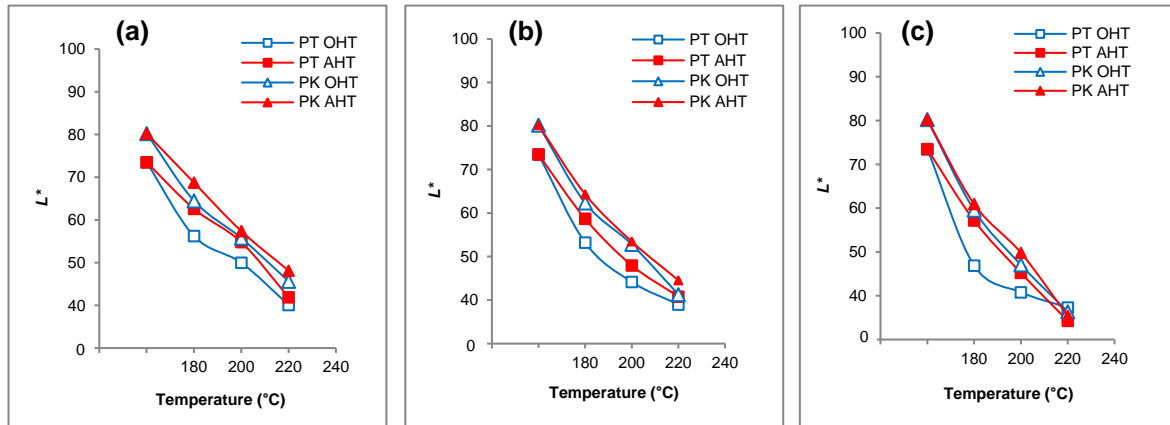 (a)
PT OHT
PT AHT
PK OHT
PK AHT
100
90
80
70
60
50
40
0
L*
180 200 220 240
Temperature (°C)
(b)
PT OHT
PT AHT
PK OHT
PK AHT
100
90
80
70
60
50
40
0
L*
180 200 220 240
Temperature (°C)
(c)
PT OHT
PT AHT
PK OHT
PK AHT
100
90
80
70
60
50
40
0
L*
180 200 220 240
Temperature (°C)